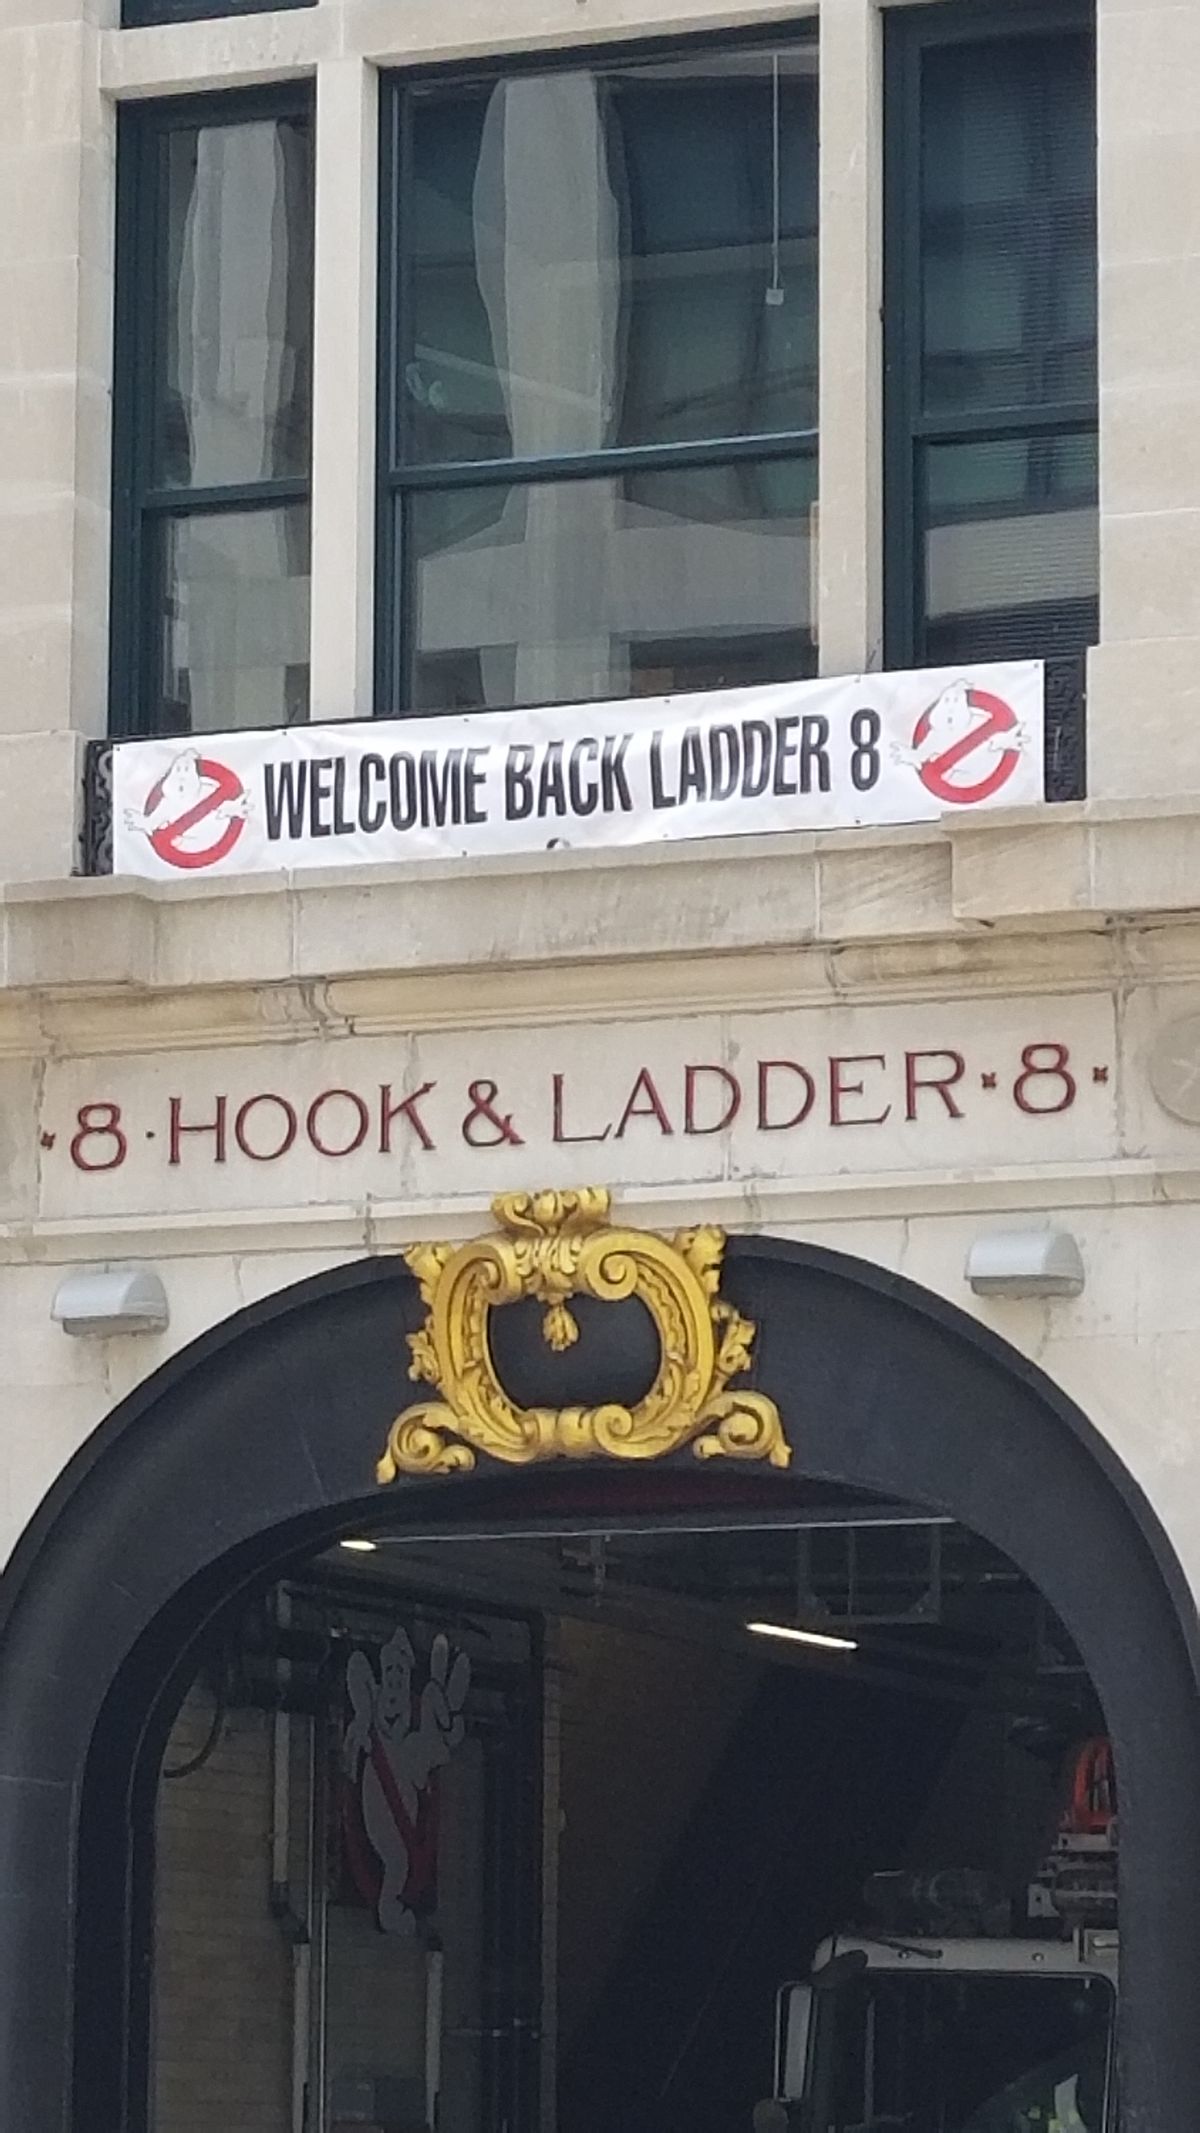 WELCOME BACK LADDER 8
8 · HOOK & LADDER · 8